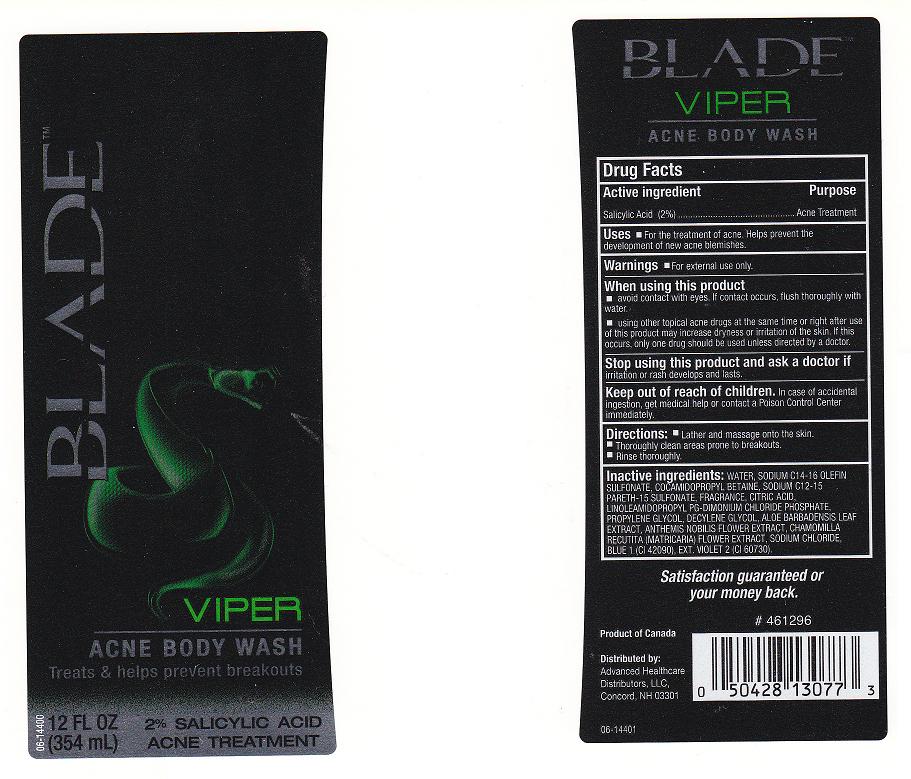 BLADE™
VIPER
ACNE BODY WASH
Treats & helps prevent breakouts
06-14400
12 FL OZ
(354 mL)
2% SALICYLIC ACID
ACNE TREATMENT
BLADE™
VIPER
ACNE BODY WASH
Drug Facts
Active ingredient Purpose
Salicylic Acid (2%) ............................................. Acne Treatment
Uses ■ For the treatment of acne. Helps prevent the
development of new acne blemishes.
Warnings ■ For external use only.
When using this product
■ avoid contact with eyes. If contact occurs, flush thoroughly with
water.
■ using other topical acne drugs at the same time or right after use
of this product may increase dryness or irritation of the skin. If this
occurs, only one drug should be used unless directed by a doctor.
Stop using this product and ask a doctor if
irritation or rash develops and lasts.
Keep out of reach of children. In case of accidental
ingestion, get medical help or contact a Poison Control Center
immediately.
Directions: ■ Lather and massage onto the skin.
■ Thoroughly clean areas prone to breakouts.
■ Rinse thoroughly.
Inactive ingredients: WATER, SODIUM C14-16 OLEFIN
SULFONATE, COCAMIDOPROPYL BETAINE, SODIUM C12-15
PARETH-15 SULFONATE, FRAGRANCE, CITRIC ACID,
LINOLEAMIDOPROPYL PG-DIMONIUM CHLORIDE PHOSPHATE,
PROPYLENE GLYCOL, DECYLENE GLYCOL, ALOE BARBADENSIS LEAF
EXTRACT, ANTHEMIS NOBILIS FLOWER EXTRACT, CHAMOMILLA
RECUTITA (MATRICARIA) FLOWER EXTRACT, SODIUM CHLORIDE,
BLUE 1 (CI 42090), EXT. VIOLET 2 (CI 60730).
Satisfaction guaranteed or
your money back.
# 461296
Product of Canada
Distributed by:
Advanced Healthcare
Distributors, LLC,
Concord, NH 03301
0 50428 13077 3
06-14401